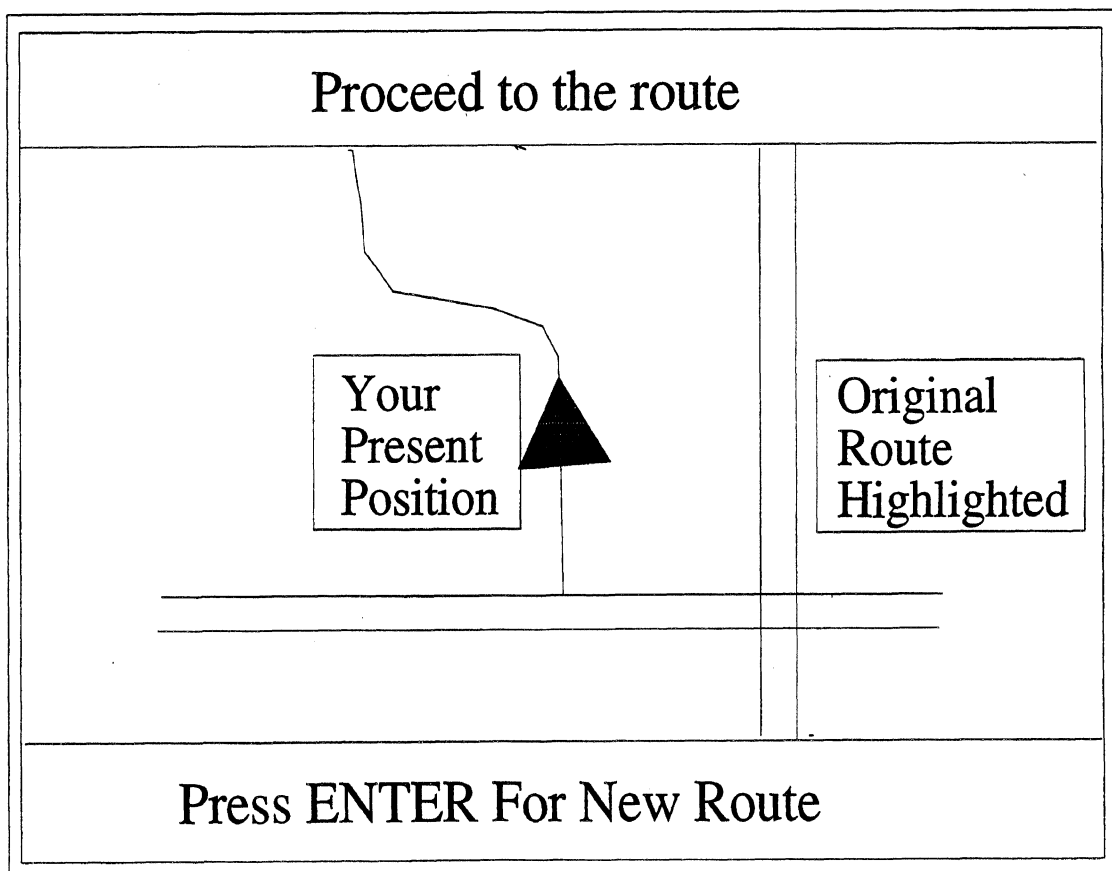 Proceed to the route
Your
Present
Position
Original
Route
Highlighted
Press ENTER For New Route